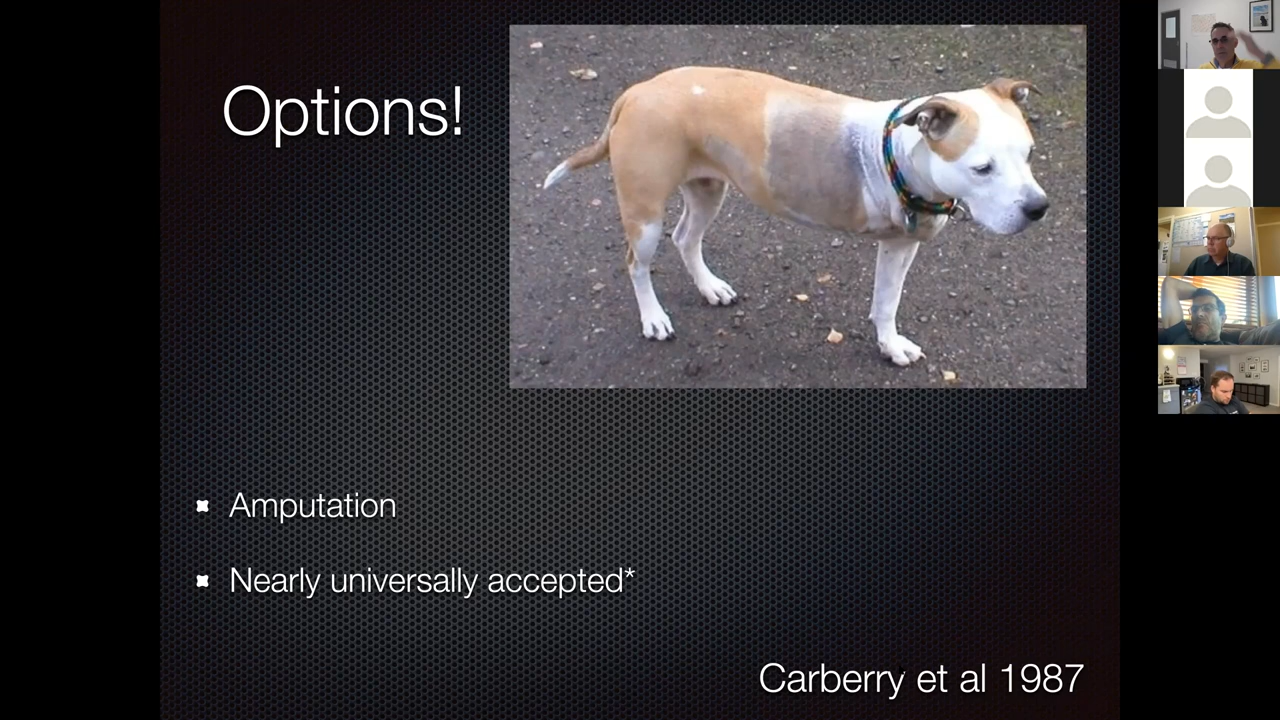 Options!
Amputation
Nearly universally accepted*
Carberry et al 1987